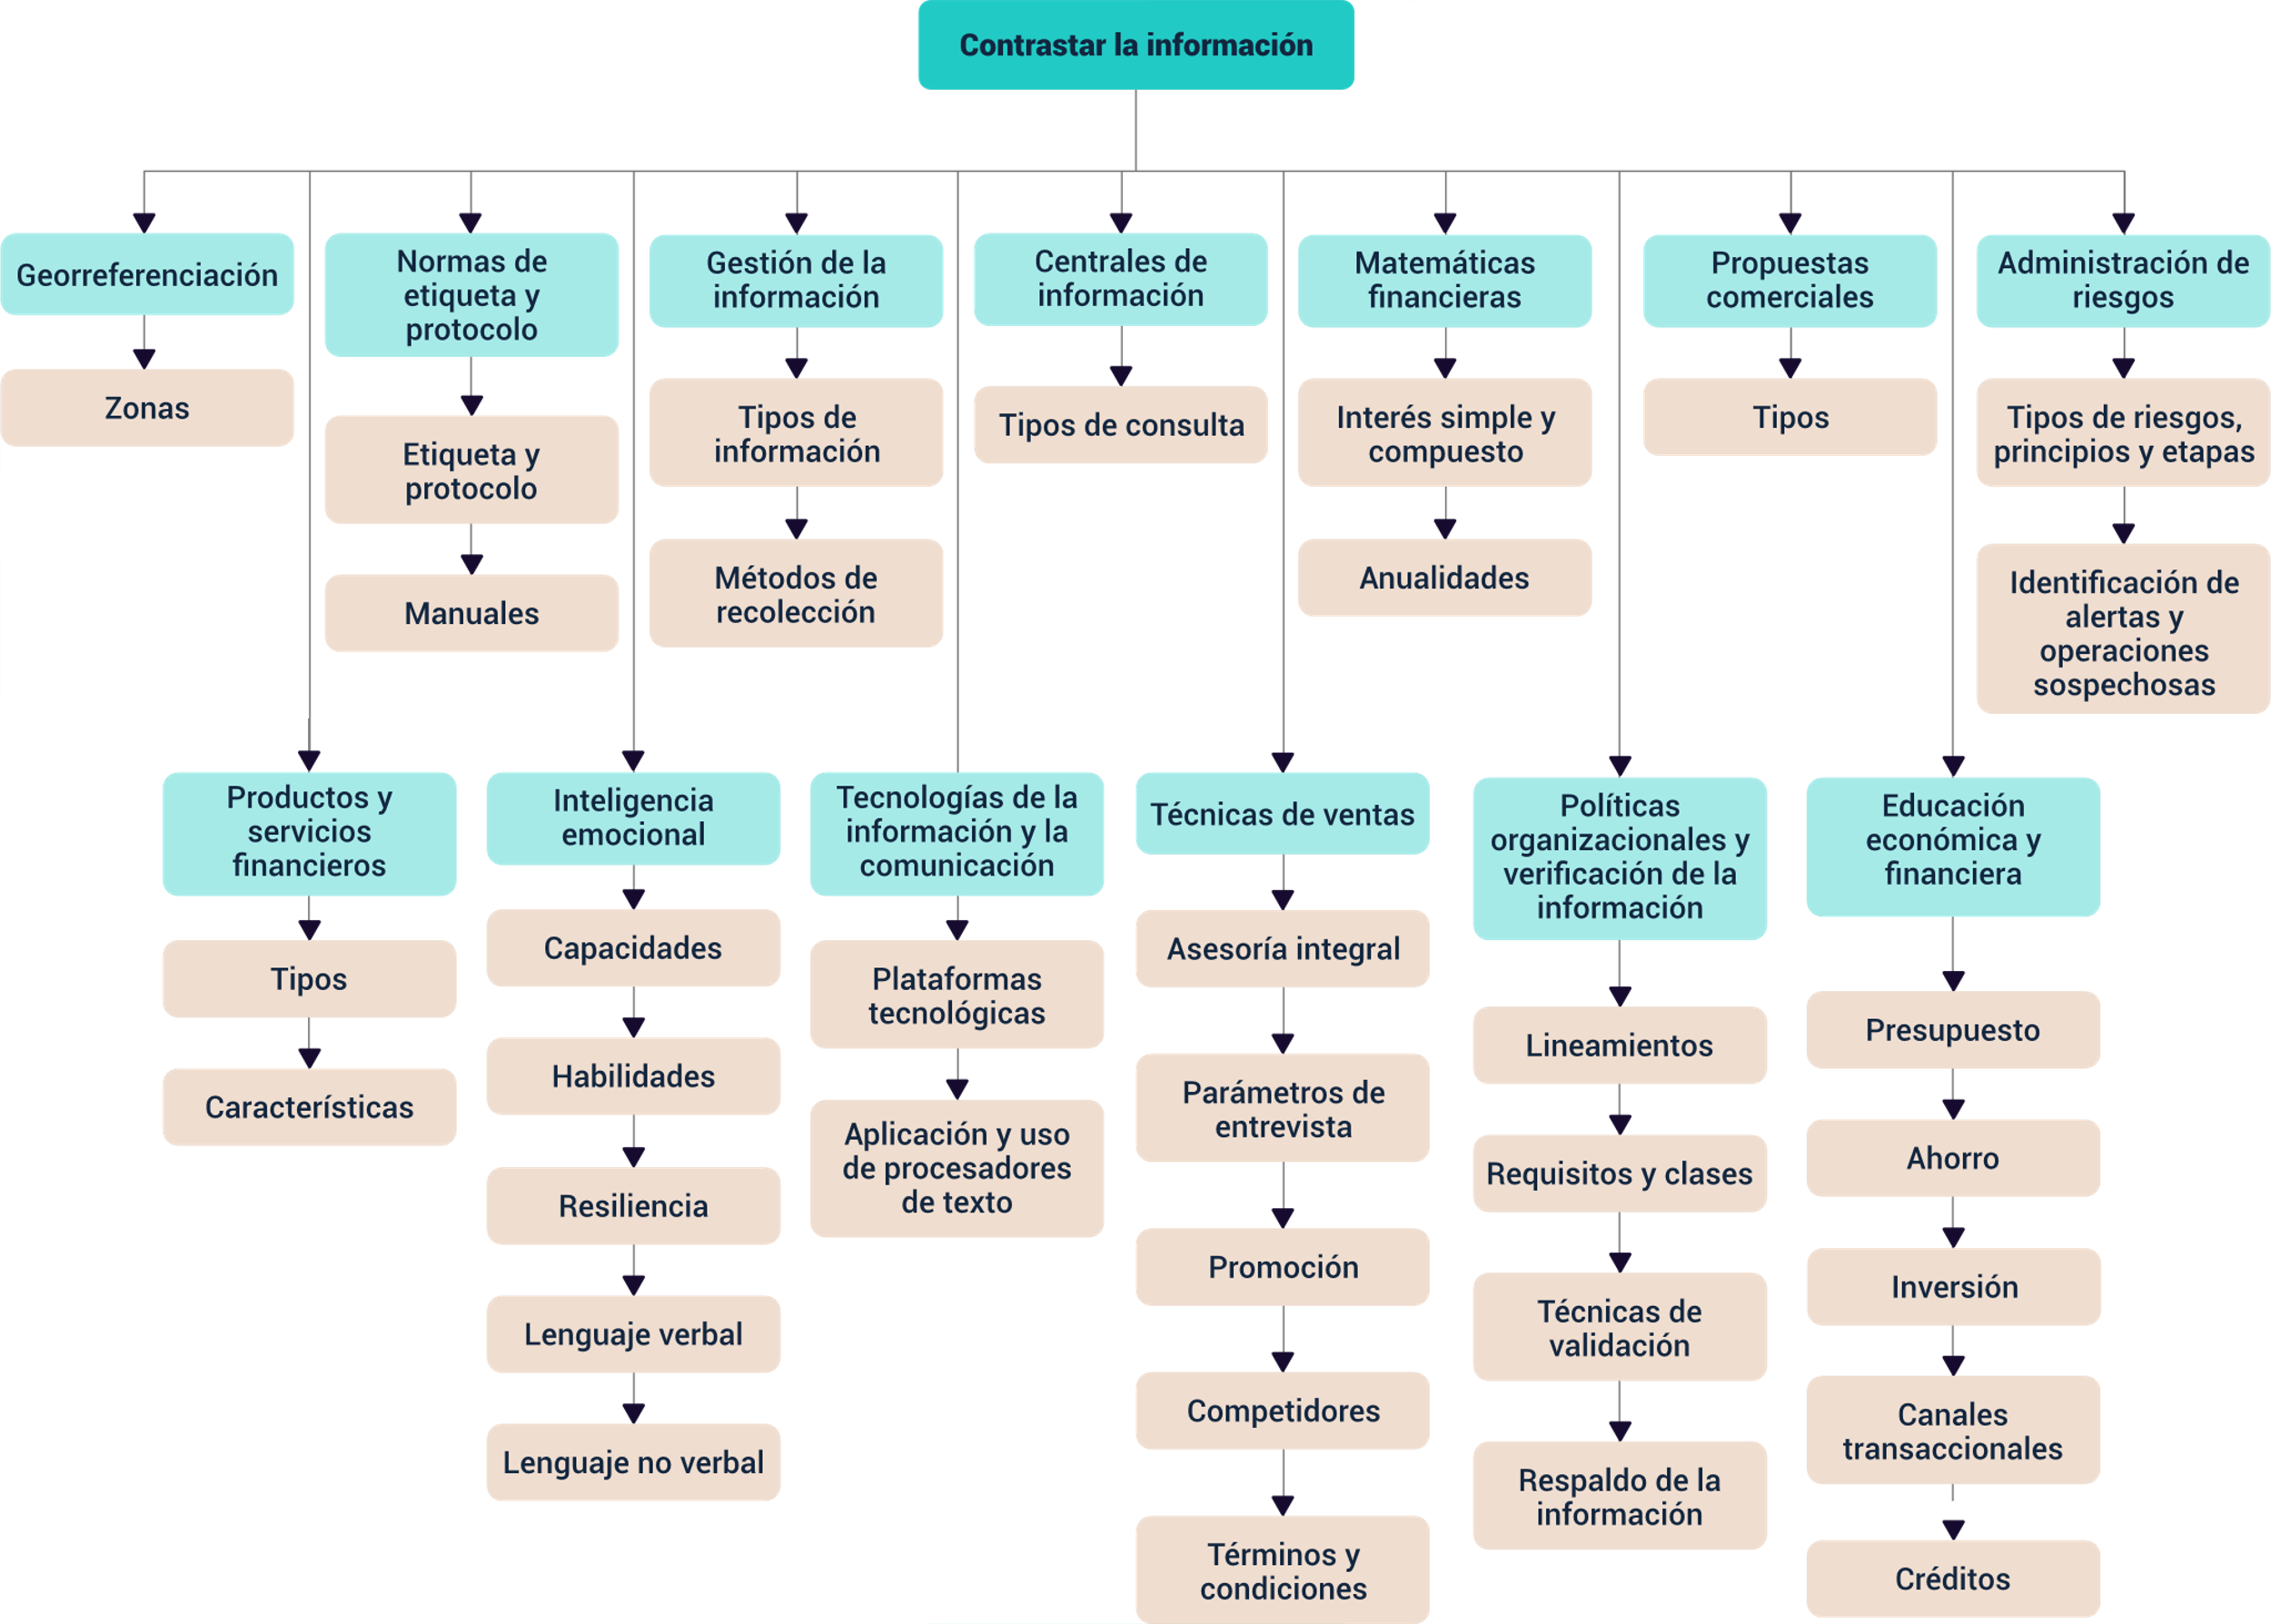 Contrastar la información
Georreferenciación
Zonas
Normas de
etiqueta y
protocolo
Etiqueta y
protocolo
Manuales
Gestión de la
información
Tipos de
información
Métodos de
recolección
Centrales de
información
Tipos de consulta
Matemáticas
financieras
Interés simple y
compuesto
Anualidades
Propuestas
comerciales
Tipos
Administración de
riesgos
Tipos de riesgos,
principios y etapas
Identificación de
alertas y
operaciones
sospechosas
Productos y
servicios
financieros
Tipos
Características
Inteligencia
emocional
Capacidades
Habilidades
Resiliencia
Lenguaje verbal
Lenguaje no verbal
Tecnologías de la
información y la
comunicación
Plataformas
tecnológicas
Aplicación y uso
de procesadores
de texto
Técnicas de ventas
Asesoría integral
Parámetros de
entrevista
Promoción
Competidores
Términos y
condiciones
Políticas
organizacionales y
verificación de la
información
Lineamientos
Requisitos y clases
Técnicas de
validación
Respaldo de la
información
Educación
económica y
financiera
Presupuesto
Ahorro
Inversión
Canales
transaccionales
Créditos